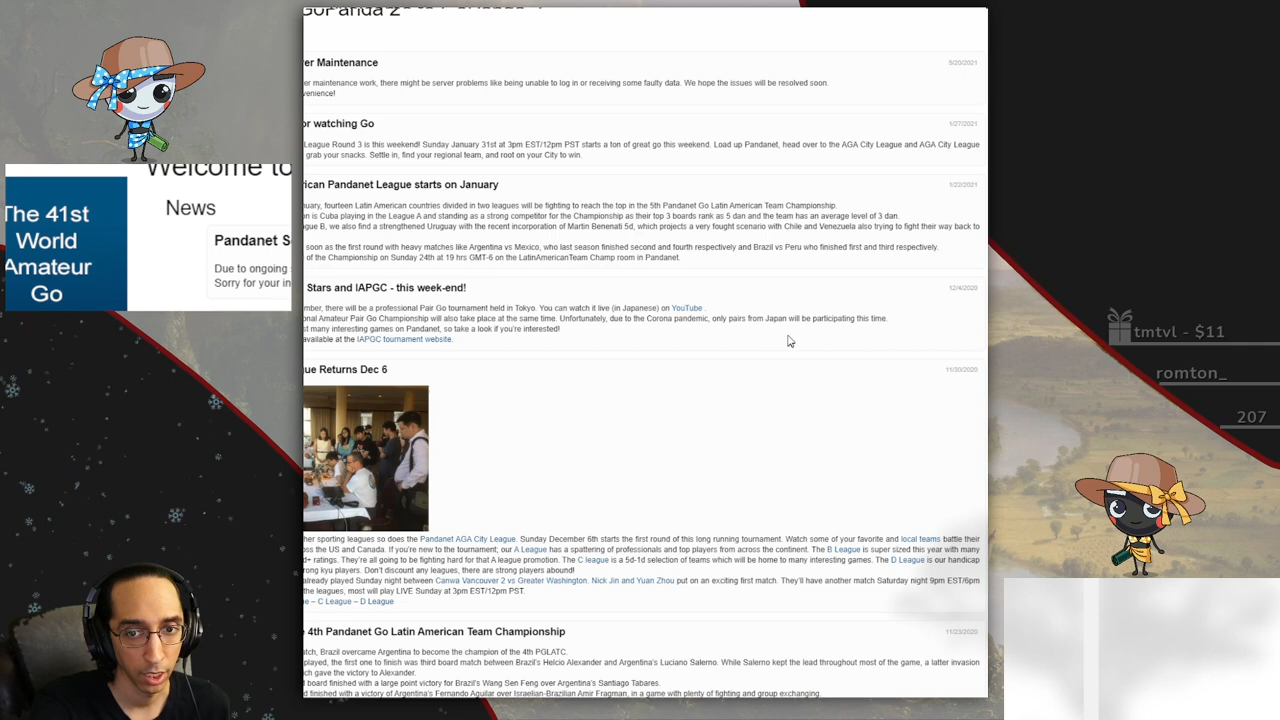 GoPanda 2
er Maintenance
5/20/2021
er maintenance work, there might be server problems like being unable to log in or receiving some faulty data. We hope the issues will be resolved soon.
venience!
or watching Go
1/27/2021
League Round 3 is this weekend! Sunday January 31st at 3pm EST/12pm PST starts a ton of great go this weekend. Load up Pandanet, head over to the AGA City League and AGA City League
grab your snacks. Settle in, find your regional team, and root on your City to win.
ican Pandanet League starts on January
1/22/2021
nuary, fourteen Latin American countries divided in two leagues will be fighting to reach the top in the 5th Pandanet Go Latin American Team Championship.
on is Cuba playing in the League A and standing as a strong competitor for the Championship as their top 3 boards rank as 5 dan and the team has an average level of 3 dan.
gue B, we also find a strengthened Uruguay with the recent incorporation of Martin Benenati 5d, which projects a very fought scenario with Chile and Venezuela also trying to fight their way back to
soon as the first round with heavy matches like Argentina vs Mexico, who last season finished second and fourth respectively and Brazil vs Peru who finished first and third respectively.
of the Championship on Sunday 24th at 19 hrs GMT-6 on the LatinAmericanTeam Champ room in Pandanet.
Stars and IAPGC - this week-end!
12/4/2020
mber, there will be a professional Pair Go tournament held in Tokyo. You can watch it live (in Japanese) on YouTube .
onal Amateur Pair Go Championship will also take place at the same time. Unfortunately, due to the Corona pandemic, only pairs from Japan will be participating this time.
st many interesting games on Pandanet, so take a look if you're interested!
available at the IAPGC tournament website.
ue Returns Dec 6
11/30/2020
her sporting leagues so does the Pandanet AGA City League. Sunday December 6th starts the first round of this long running tournament. Watch some of your favorite and local teams battle their
oss the US and Canada. If you're new to the tournament; our A League has a spattering of professionals and top players from across the continent. The B League is super sized this year with many
d+ ratings. They're all going to be fighting hard for that A league promotion. The C league is a 5d-1d selection of teams which will be home to many interesting games. The D League is our handicap
rong kyu players. Don't discount any leagues, there are strong players abound!
already played Sunday night between Canwa Vancouver 2 vs Greater Washington. Nick Jin and Yuan Zhou put on an exciting first match. They'll have another match Saturday night 9pm EST/6pm
the leagues, most will play LIVE Sunday at 3pm EST/12pm PST.
e – C League – D League
e 4th Pandanet Go Latin American Team Championship
11/23/2020
atch, Brazil overcame Argentina to become the champion of the 4th PGLATC.
played, the first one to finish was third board match between Brazil's Helcio Alexander and Argentina's Luciano Salerno. While Salerno kept the lead throughout most of the game, a latter invasion
ich gave the victory to Alexander.
d board finished with a large point victory for Brazil's Wang Sen Feng over Argentina's Santiago Tabares.
d finished with a victory of Argentina's Fernando Aguilar over Israelian-Brazilian Amir Fragman, in a game with plenty of fighting and group exchanging.
Welcome to
News
The 41st
World
Amateur
Go
Pandanet S
Due to ongoing
Sorry for your in
tmtvl - $11
romton_
207